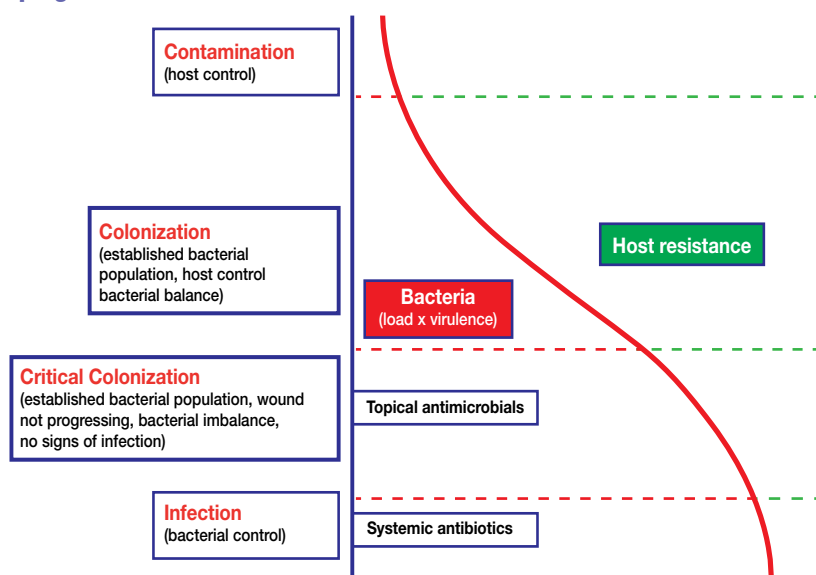 Contamination
(host control)
Colonization
(established bacterial
population, host control
bacterial balance)
Host resistance
Bacteria
(load x virulence)
Critical Colonization
(established bacterial population, wound
not progressing, bacterial imbalance,
no signs of infection)
Topical antimicrobials
Infection
(bacterial control)
Systemic antibiotics